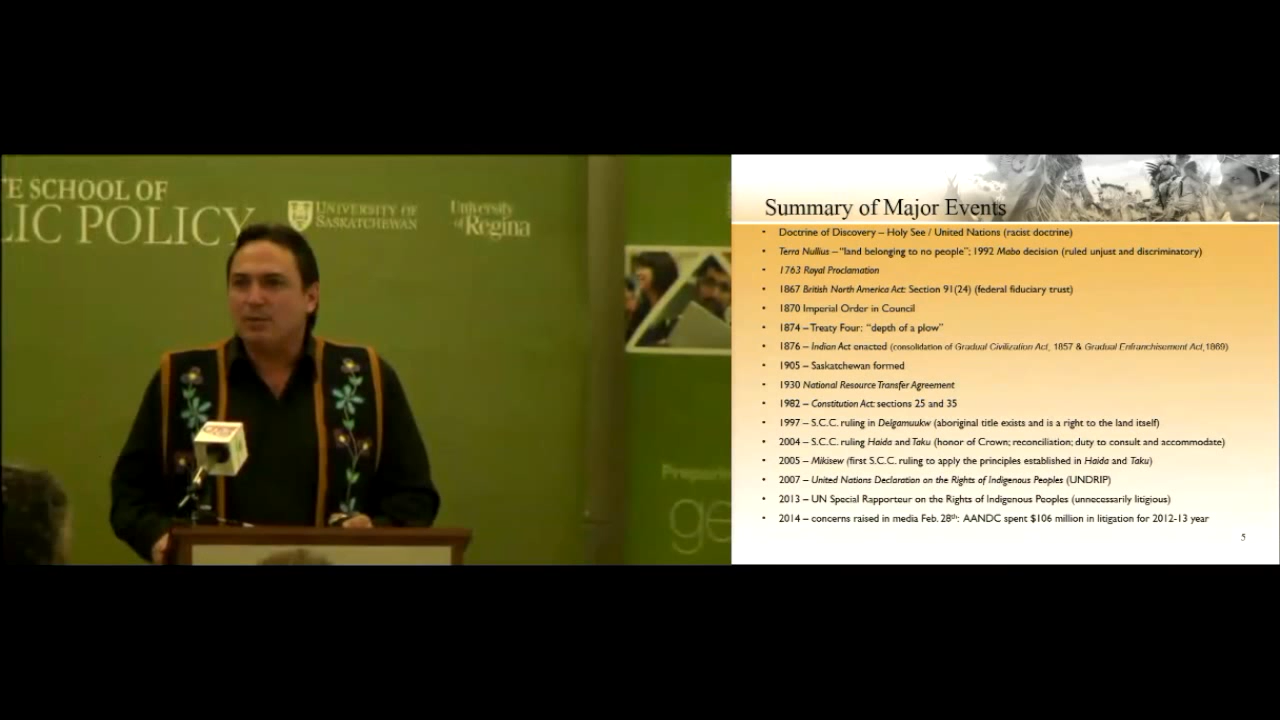 TE SCHOOL OF
LIC POLICY
UNIVERSITY OF
SASKATCHEWAN
University
of Regina
Preparing
ge
Summary of Major Events
• Doctrine of Discovery – Holy See / United Nations (racist doctrine)
• Terra Nullius – “land belonging to no people”; 1992 Mabo decision (ruled unjust and discriminatory)
• 1763 Royal Proclamation
• 1867 British North America Act: Section 91(24) (federal fiduciary trust)
• 1870 Imperial Order in Council
• 1874 – Treaty Four: “depth of a plow”
• 1876 – Indian Act enacted (consolidation of Gradual Civilization Act, 1857 & Gradual Enfranchisement Act,1869)
• 1905 – Saskatchewan formed
• 1930 National Resource Transfer Agreement
• 1982 – Constitution Act: sections 25 and 35
• 1997 – S.C.C. ruling in Delgamuukw (aboriginal title exists and is a right to the land itself)
• 2004 – S.C.C. ruling Haida and Taku (honor of Crown; reconciliation; duty to consult and accommodate)
• 2005 – Mikisew (first S.C.C. ruling to apply the principles established in Haida and Taku)
• 2007 – United Nations Declaration on the Rights of Indigenous Peoples (UNDRIP)
• 2013 – UN Special Rapporteur on the Rights of Indigenous Peoples (unnecessarily litigious)
• 2014 – concerns raised in media Feb. 28th: AANDC spent $106 million in litigation for 2012-13 year
5